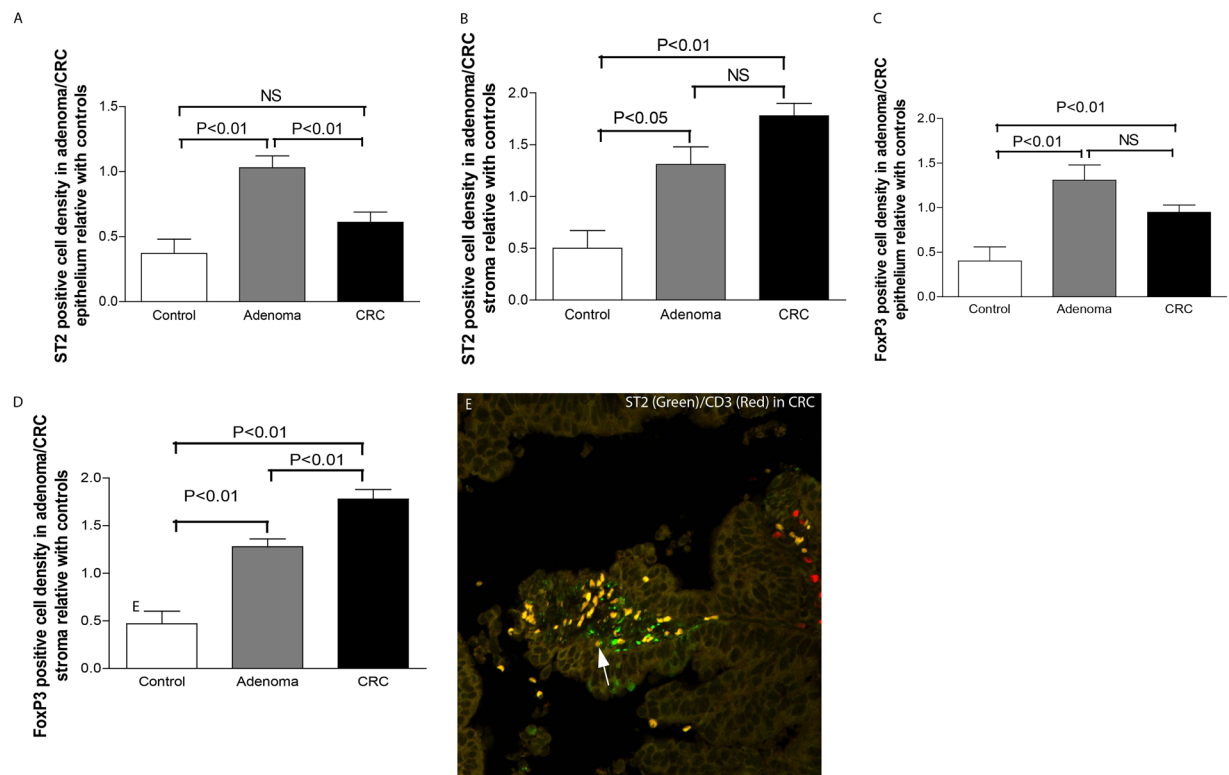 A
ST2 positive cell density in adenoma/CRC
epithelium relative with controls
NS
P<0.01
P<0.01
1.5
1.0
0.5
0.0
Control
Adenoma
CRC
B
ST2 positive cell density in adenoma/CRC
stroma relative with controls
P<0.01
NS
P<0.05
2.0
1.5
1.0
0.5
0.0
Control
Adenoma
CRC
C
FoxP3 positive cell density in adenoma/CRC
epithelium relative with controls
P<0.01
P<0.01
NS
2.0
1.5
1.0
0.5
0.0
Control
Adenoma
CRC
D
FoxP3 positive cell density in adenoma/CRC
stroma relative with controls
P<0.01
P<0.01
P<0.01
2.0
1.5
1.0
0.5
0.0
E
Control
Adenoma
CRC
E
ST2 (Green)/CD3 (Red) in CRC